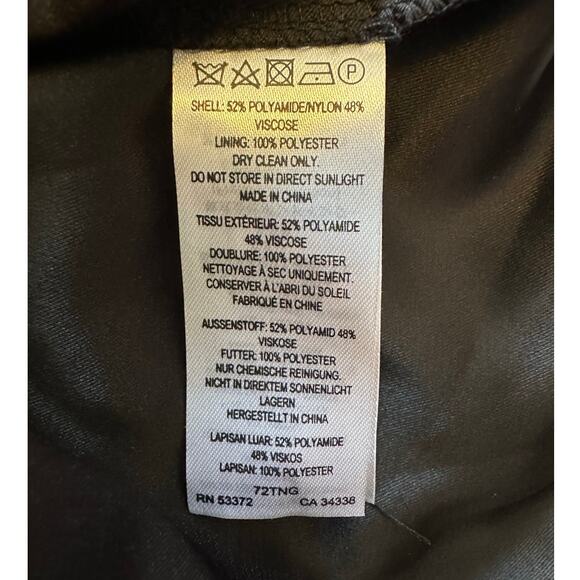 P
SHELL: 52% POLYAMIDE/NYLON 48%
VISCOSE
LINING: 100% POLYESTER
DRY CLEAN ONLY.
DO NOT STORE IN DIRECT SUNLIGHT
MADE IN CHINA
TISSU EXTÉRIEUR: 52% POLYAMIDE
48% VISCOSE
DOUBLURE: 100% POLYESTER
NETTOYAGE À SEC UNIQUEMENT.
CONSERVER À L'ABRI DU SOLEIL
FABRIQUÉ EN CHINE
AUSSENSTOFF: 52% POLYAMID 48%
VISKOSE
FUTTER: 100% POLYESTER
NUR CHEMISCHE REINIGUNG.
NICHT IN DIREKTEM SONNENLICHT
LAGERN
HERGESTELLT IN CHINA
LAPISAN LUAR: 52% POLYAMIDE
48% VISKOS
LAPISAN: 100% POLYESTER
72TNG
RN 53372 CA 34338